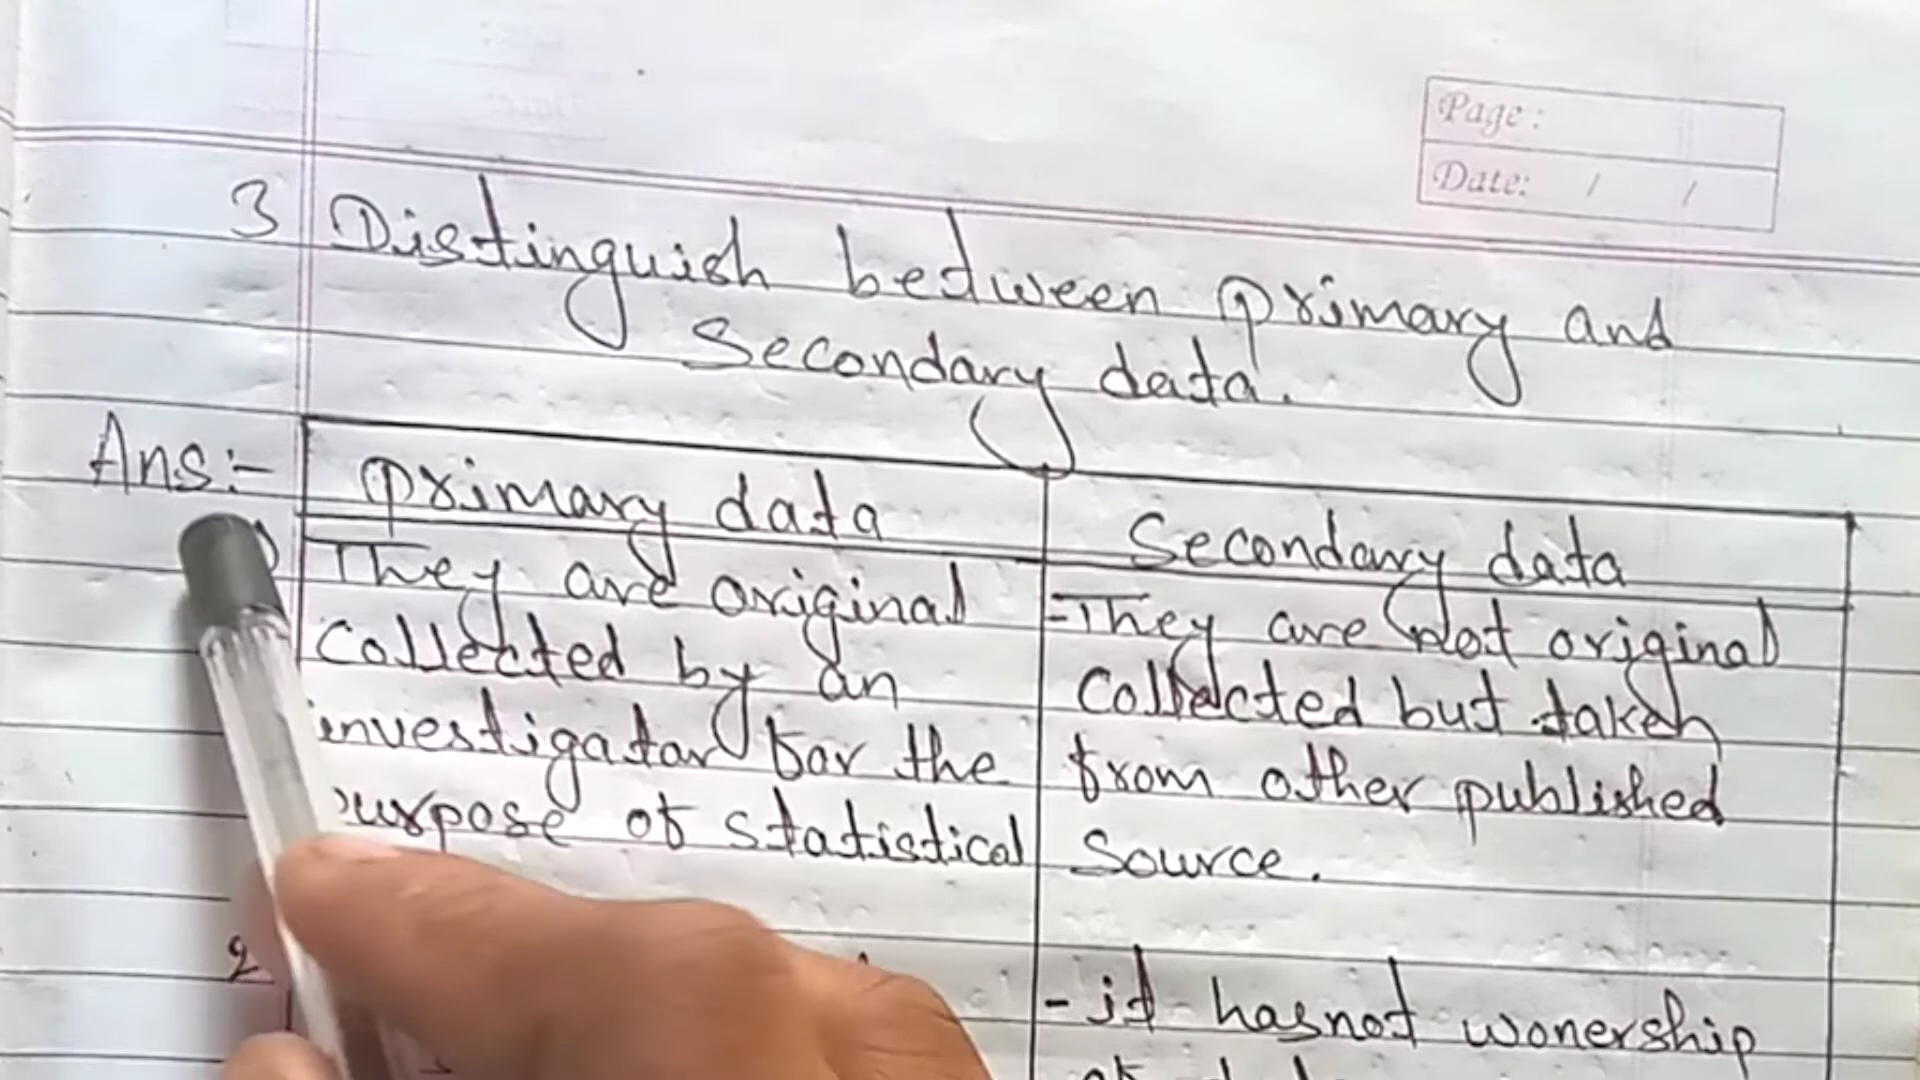 Page :
Date: / /
3 Distinguish between primary and
Secondary data.
Ans:-
primary data
They are original
Collected by an
investigator for the
purpose of statistical
2
Secondary data
-They are not original
Collected but taken
from other published
Source.
- it hasnot wonership